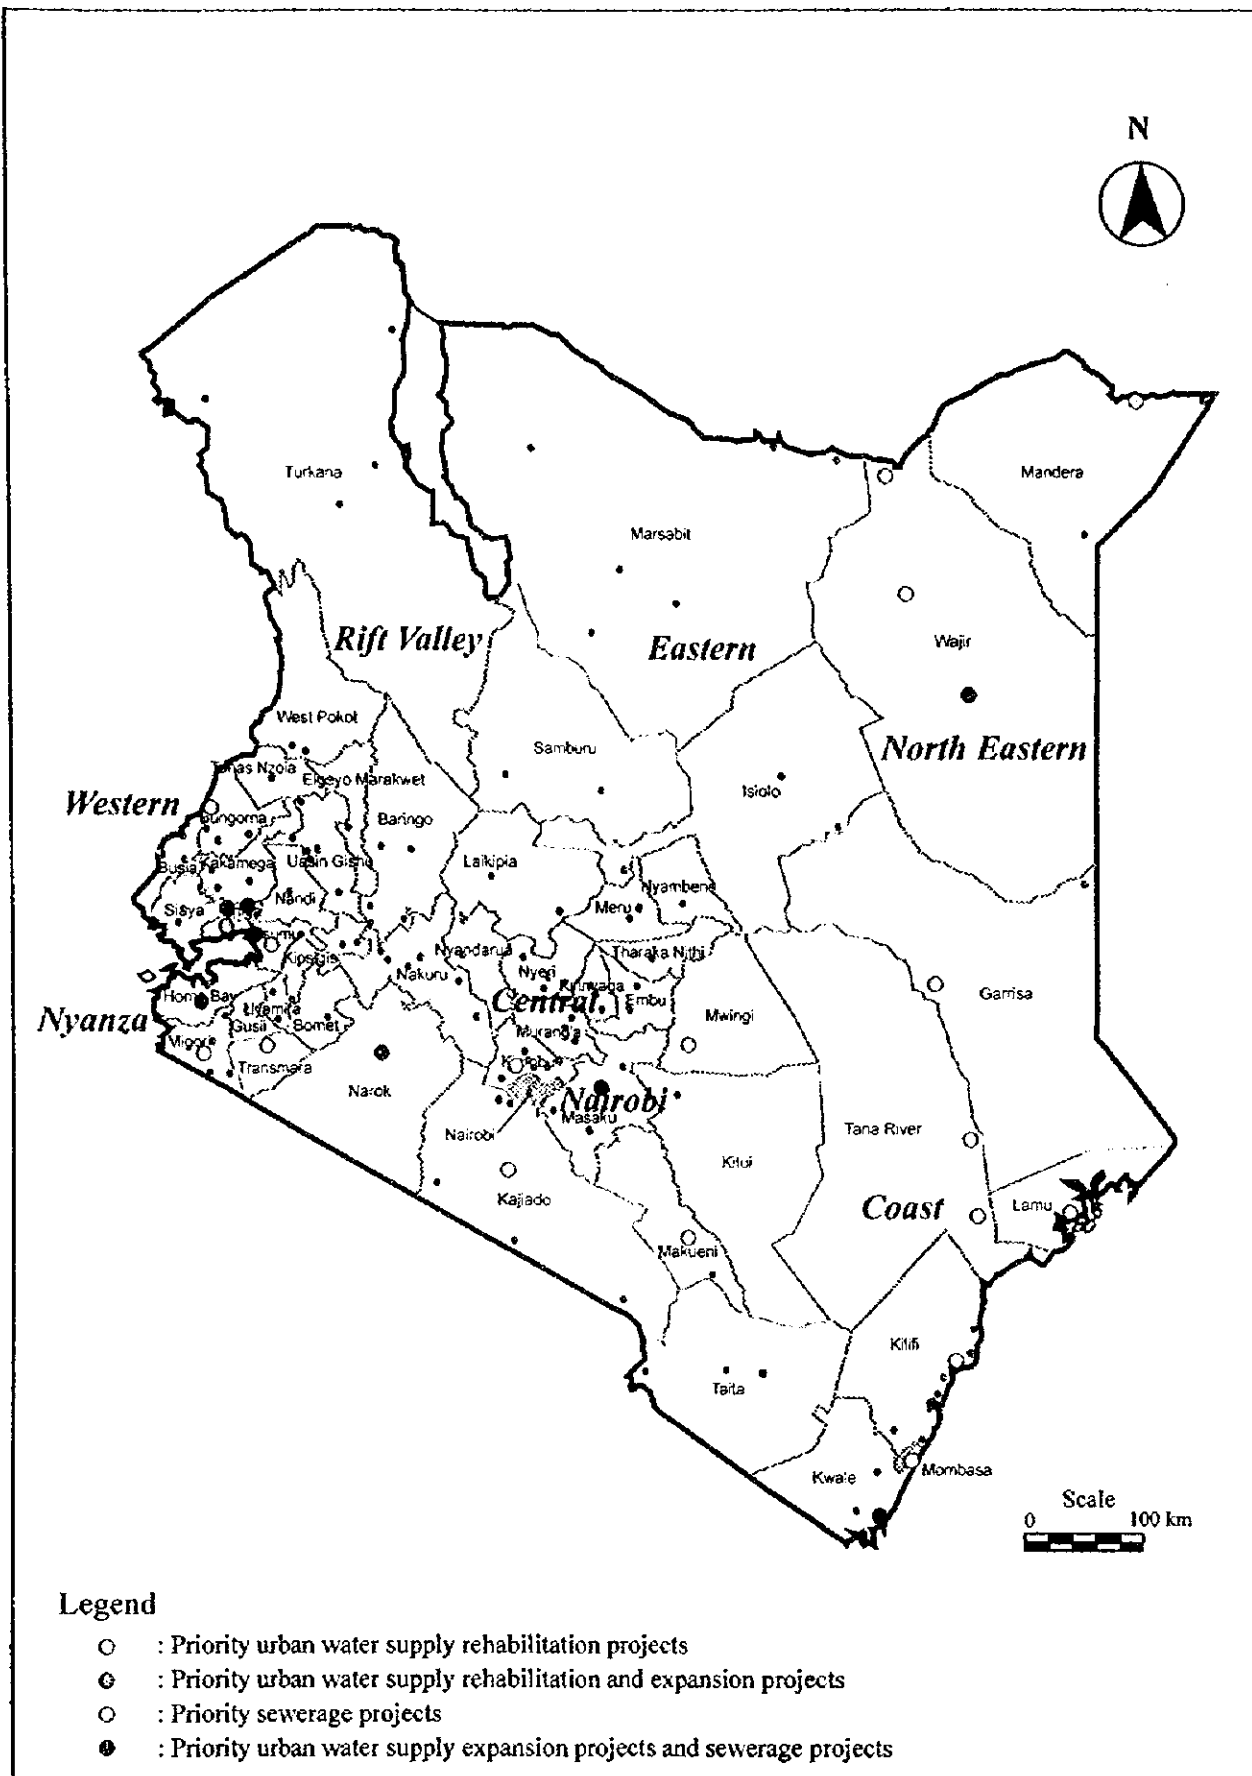 N
Turkana
Mandera
Marsabit
Rift Valley
Eastern
Wajir
West Pokot
North Eastern
Samburu
Elgeyo Marakwet
Isiolo
Western
Bungoma
Baringo
Busia
Kakamega
Uasin Gishu
Laikipia
Nyambene
Nandi
Siaya
Meru
Kipsigis
Nyandarua
Tharaka Nithi
Nakuru
Nyeri
Homa Bay
Central
Embu
Garrisa
Nyanza
Nyamira
Gusii
Bomet
Murang'a
Mwingi
Migori
Transmara
Narok
Nairobi
Masaku
Nairobi
Tana River
Kitui
Kajiado
Coast
Lamu
Makueni
Kilifi
Taita
Kwale
Mombasa
Scale
0 100 km
Legend
: Priority urban water supply rehabilitation projects
: Priority urban water supply rehabilitation and expansion projects
: Priority sewerage projects
: Priority urban water supply expansion projects and sewerage projects